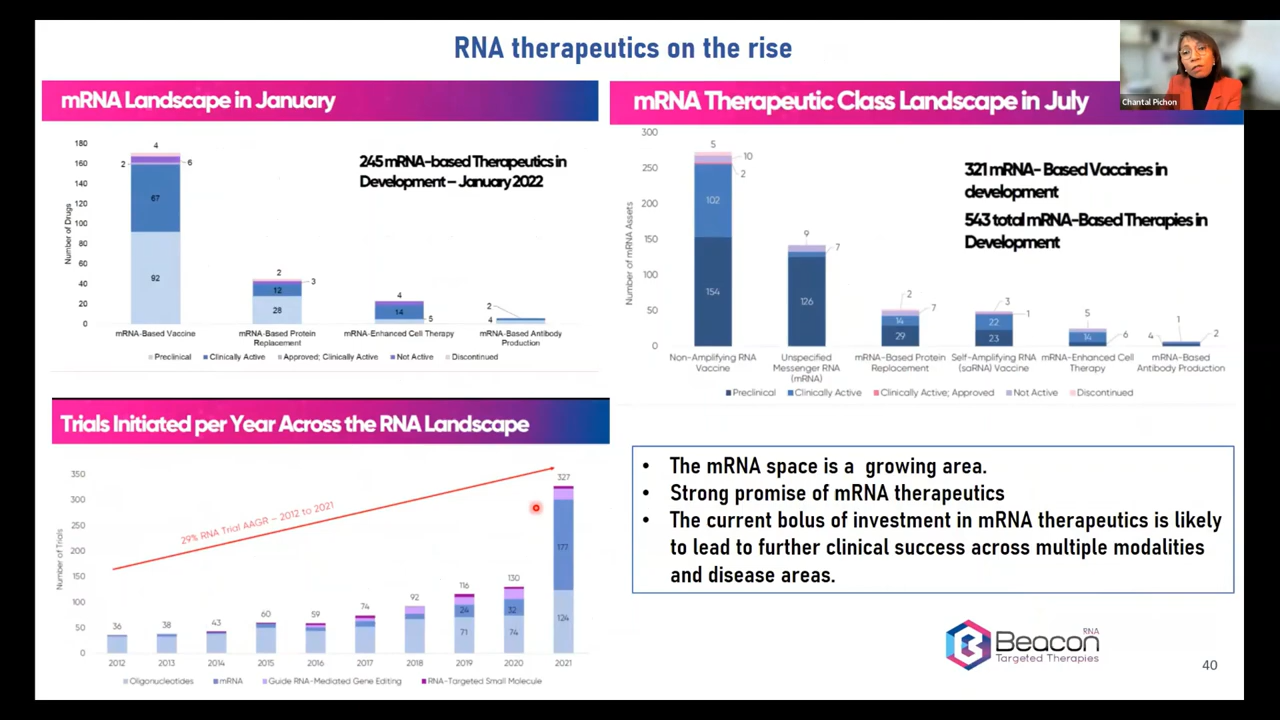 RNA therapeutics on the rise
Chantal Pichon
mRNA Landscape in January
180
160
140
120
100
80
60
40
20
0
Number of Drugs
4
2
6
67
92
2
3
12
28
4
14
5
2
4
245 mRNA-based Therapeutics in
Development – January 2022
mRNA-Based Vaccine
mRNA-Based Protein
Replacement
mRNA-Enhanced Cell Therapy
mRNA-Based Antibody
Production
Preclinical
Clinically Active
Approved; Clinically Active
Not Active
Discontinued
mRNA Therapeutic Class Landscape in July
300
250
200
150
100
50
0
Number of mRNA Assets
5
10
2
102
154
9
7
126
2
7
14
29
3
1
22
23
5
6
14
1
4
2
321 mRNA- Based Vaccines in
development
543 total mRNA-Based Therapies in
Development
Non-Amplifying RNA
Vaccine
Unspecified
Messenger RNA
(mRNA)
mRNA-Based Protein
Replacement
Self-Amplifying RNA
(saRNA) Vaccine
mRNA-Enhanced Cell
Therapy
mRNA-Based
Antibody Production
Preclinical
Clinically Active
Clinically Active; Approved
Not Active
Discontinued
Trials Initiated per Year Across the RNA Landscape
350
300
250
200
150
100
50
0
Number of Trials
29% RNA Trial AAGR – 2012 to 2021
36
38
43
60
59
74
92
116
24
71
130
32
74
327
177
124
2012
2013
2014
2015
2016
2017
2018
2019
2020
2021
Oligonucleotides
mRNA
Guide RNA-Mediated Gene Editing
RNA-Targeted Small Molecule
• The mRNA space is a growing area.
• Strong promise of mRNA therapeutics
• The current bolus of investment in mRNA therapeutics is likely
to lead to further clinical success across multiple modalities
and disease areas.
Beacon RNA
Targeted Therapies
40